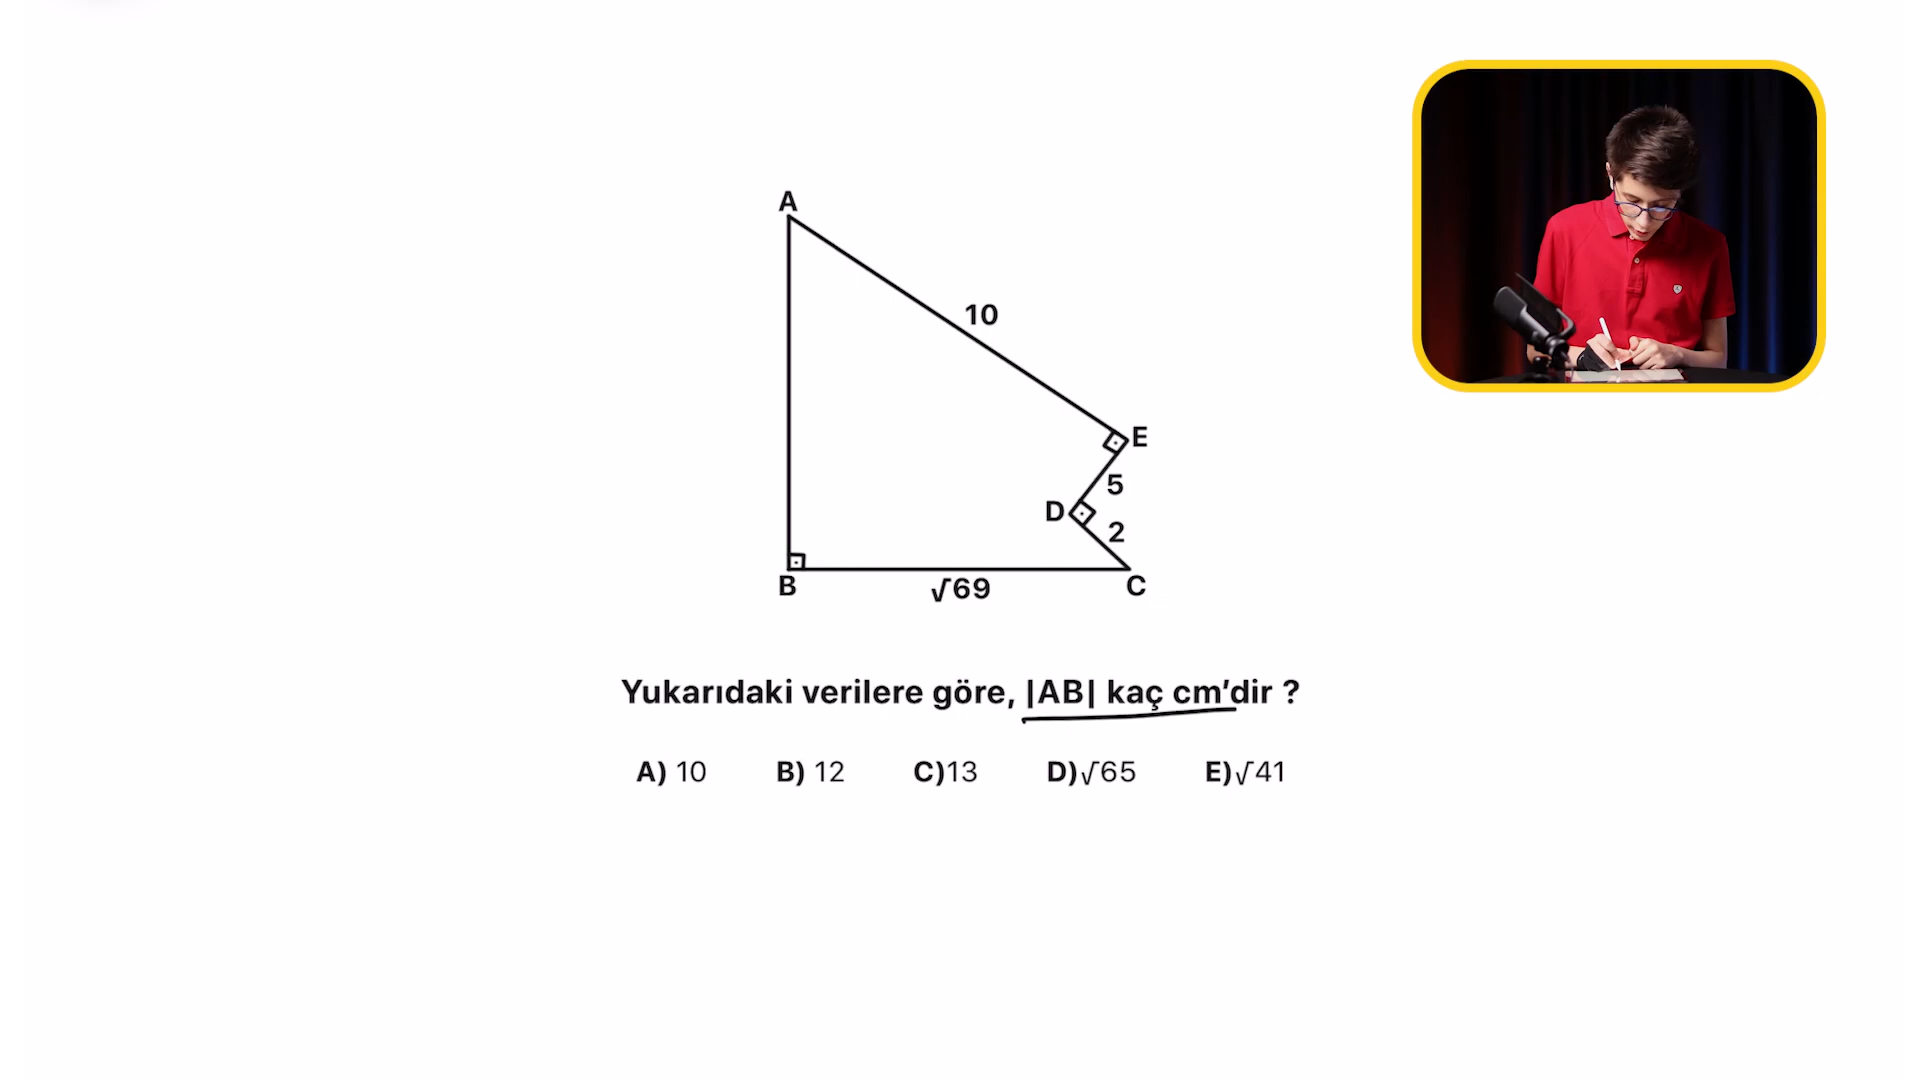 A
10
E
5
D
2
B
C
√69
Yukarıdaki verilere göre, |AB| kaç cm'dir ?
A) 10 B) 12 C)13 D)√65 E)√41